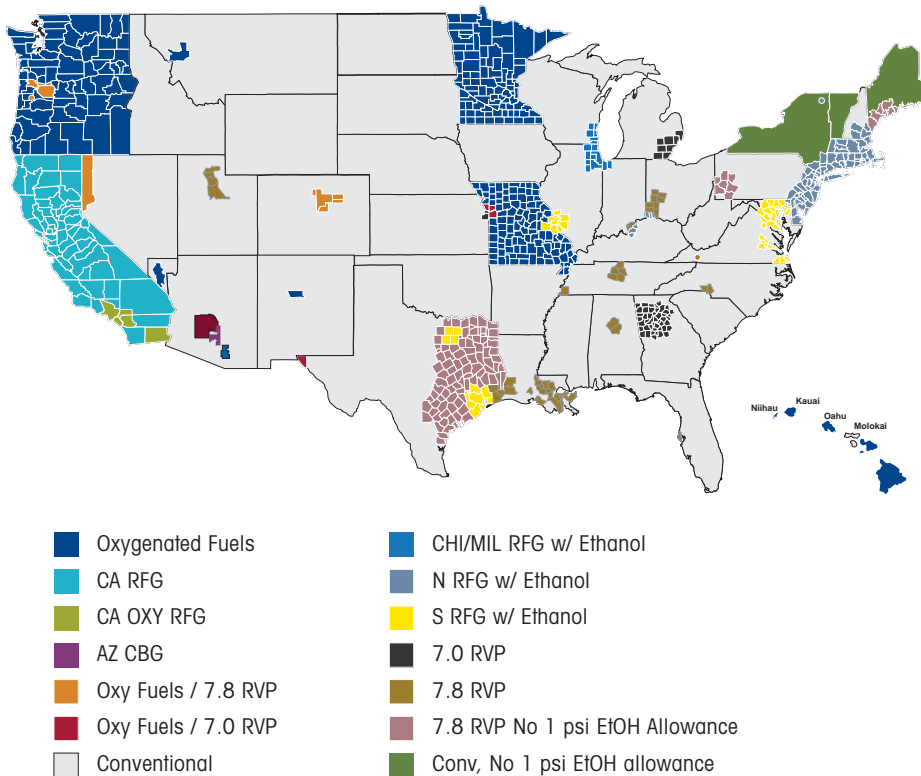 Niihau
Kauai
Oahu
Molokai
Oxygenated Fuels
CA RFG
CA OXY RFG
AZ CBG
Oxy Fuels / 7.8 RVP
Oxy Fuels / 7.0 RVP
Conventional
CHI/MIL RFG w/ Ethanol
N RFG w/ Ethanol
S RFG w/ Ethanol
7.0 RVP
7.8 RVP
7.8 RVP No 1 psi EtOH Allowance
Conv, No 1 psi EtOH allowance